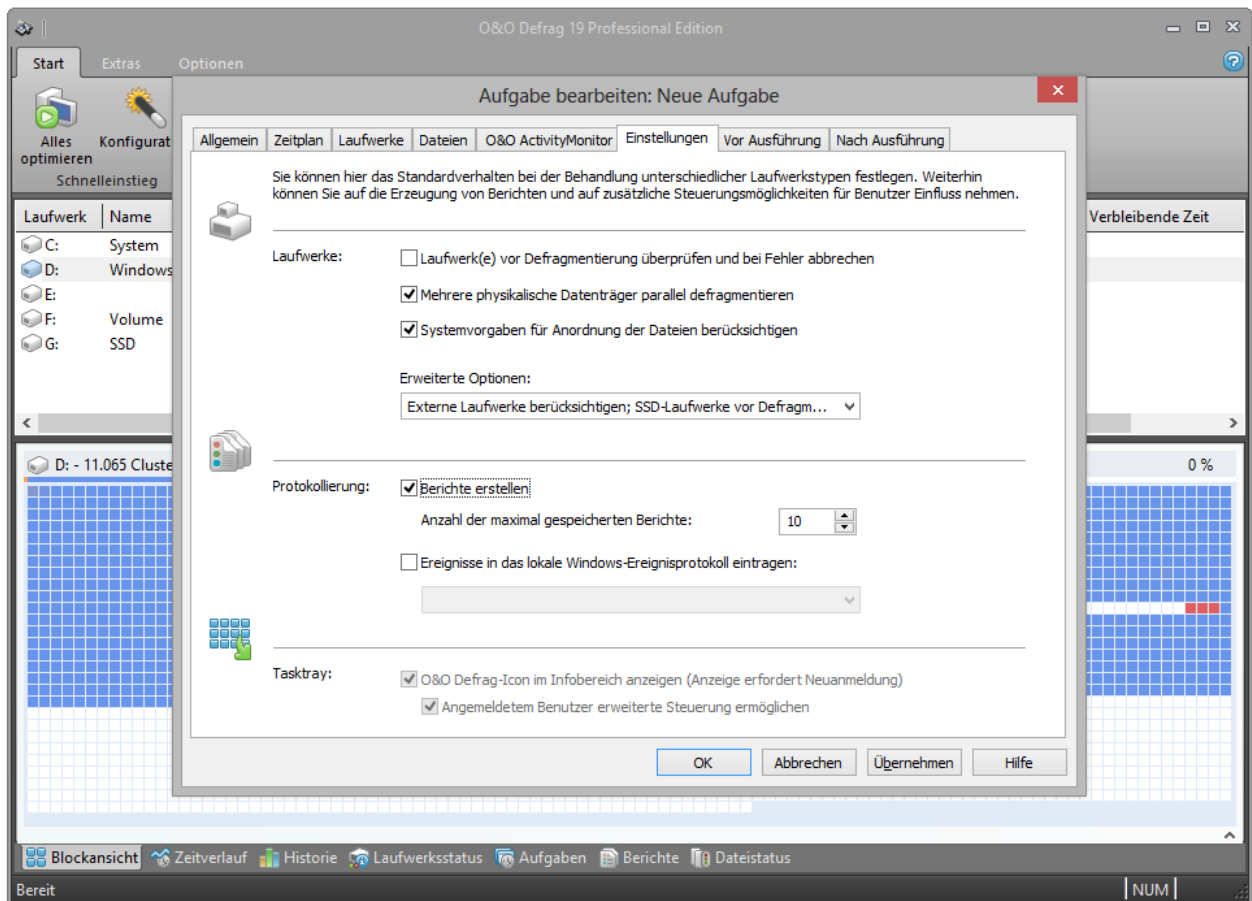 O&O Defrag 19 Professional Edition
Start Extras Optionen
Alles optimieren
Konfigurat
Schnelleinstieg
Laufwerk Name Verbleibende Zeit
C: System
D: Windows
E:
F: Volume
G: SSD
D: - 11.065 Cluste 0 %
Aufgabe bearbeiten: Neue Aufgabe
Allgemein Zeitplan Laufwerke Dateien O&O ActivityMonitor Einstellungen Vor Ausführung Nach Ausführung
Sie können hier das Standardverhalten bei der Behandlung unterschiedlicher Laufwerkstypen festlegen. Weiterhin
können Sie auf die Erzeugung von Berichten und auf zusätzliche Steuerungsmöglichkeiten für Benutzer Einfluss nehmen.
Laufwerke: Laufwerk(e) vor Defragmentierung überprüfen und bei Fehler abbrechen
Mehrere physikalische Datenträger parallel defragmentieren
Systemvorgaben für Anordnung der Dateien berücksichtigen
Erweiterte Optionen:
Externe Laufwerke berücksichtigen; SSD-Laufwerke vor Defragm...
Protokollierung: Berichte erstellen
Anzahl der maximal gespeicherten Berichte: 10
Ereignisse in das lokale Windows-Ereignisprotokoll eintragen:
Tasktray: O&O Defrag-Icon im Infobereich anzeigen (Anzeige erfordert Neuanmeldung)
Angemeldetem Benutzer erweiterte Steuerung ermöglichen
OK Abbrechen Übernehmen Hilfe
Blockansicht Zeitverlauf Historie Laufwerksstatus Aufgaben Berichte Dateistatus
Bereit NUM